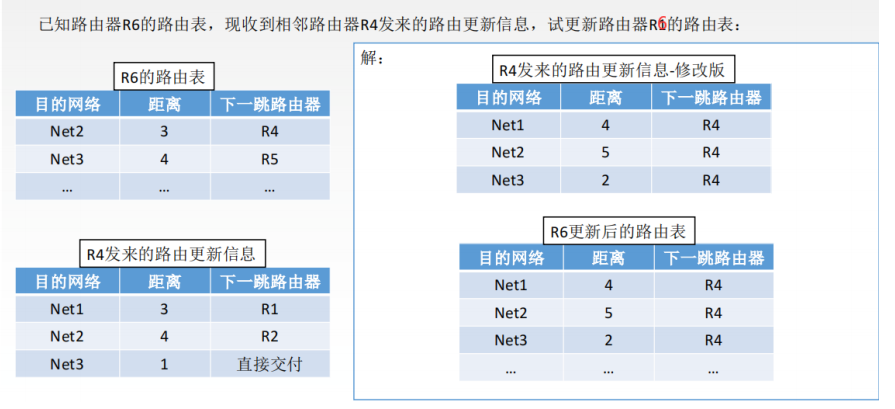 已知路由器R6的路由表，现收到相邻路由器R4发来的路由更新信息，试更新路由器R6的路由表：
R6的路由表
目的网络 距离 下一跳路由器
Net2 3 R4
Net3 4 R5
... ... ...
R4发来的路由更新信息
目的网络 距离 下一跳路由器
Net1 3 R1
Net2 4 R2
Net3 1 直接交付
解：
R4发来的路由更新信息-修改版
目的网络 距离 下一跳路由器
Net1 4 R4
Net2 5 R4
Net3 2 R4
R6更新后的路由表
目的网络 距离 下一跳路由器
Net1 4 R4
Net2 5 R4
Net3 2 R4
... ... ...